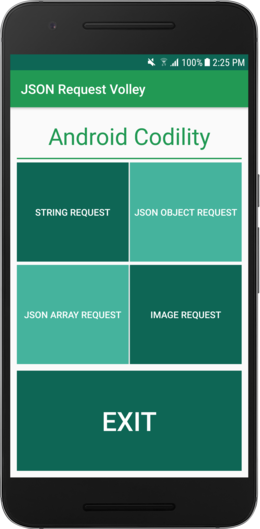 100% 2:25 PM
JSON Request Volley
Android Codility
STRING REQUEST
JSON OBJECT REQUEST
JSON ARRAY REQUEST
IMAGE REQUEST
EXIT